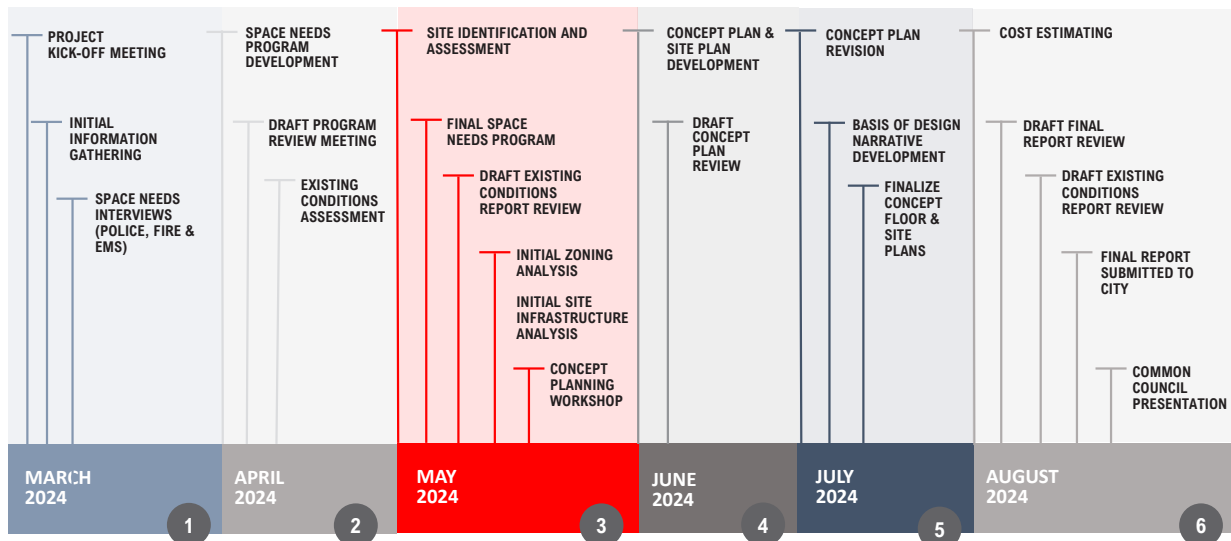 PROJECT
KICK-OFF MEETING
INITIAL
INFORMATION
GATHERING
SPACE NEEDS
INTERVIEWS
(POLICE, FIRE &
EMS)
MARCH
2024
1
SPACE NEEDS
PROGRAM
DEVELOPMENT
DRAFT PROGRAM
REVIEW MEETING
EXISTING
CONDITIONS
ASSESSMENT
APRIL
2024
2
SITE IDENTIFICATION AND
ASSESSMENT
FINAL SPACE
NEEDS PROGRAM
DRAFT EXISTING
CONDITIONS
REPORT REVIEW
INITIAL ZONING
ANALYSIS
INITIAL SITE
INFRASTRUCTURE
ANALYSIS
CONCEPT
PLANNING
WORKSHOP
MAY
2024
3
CONCEPT PLAN &
SITE PLAN
DEVELOPMENT
DRAFT
CONCEPT
PLAN
REVIEW
JUNE
2024
4
CONCEPT PLAN
REVISION
BASIS OF DESIGN
NARRATIVE
DEVELOPMENT
FINALIZE
CONCEPT
FLOOR &
SITE
PLANS
JULY
2024
5
COST ESTIMATING
DRAFT FINAL
REPORT REVIEW
DRAFT EXISTING
CONDITIONS
REPORT REVIEW
FINAL REPORT
SUBMITTED TO
CITY
COMMON
COUNCIL
PRESENTATION
AUGUST
2024
6